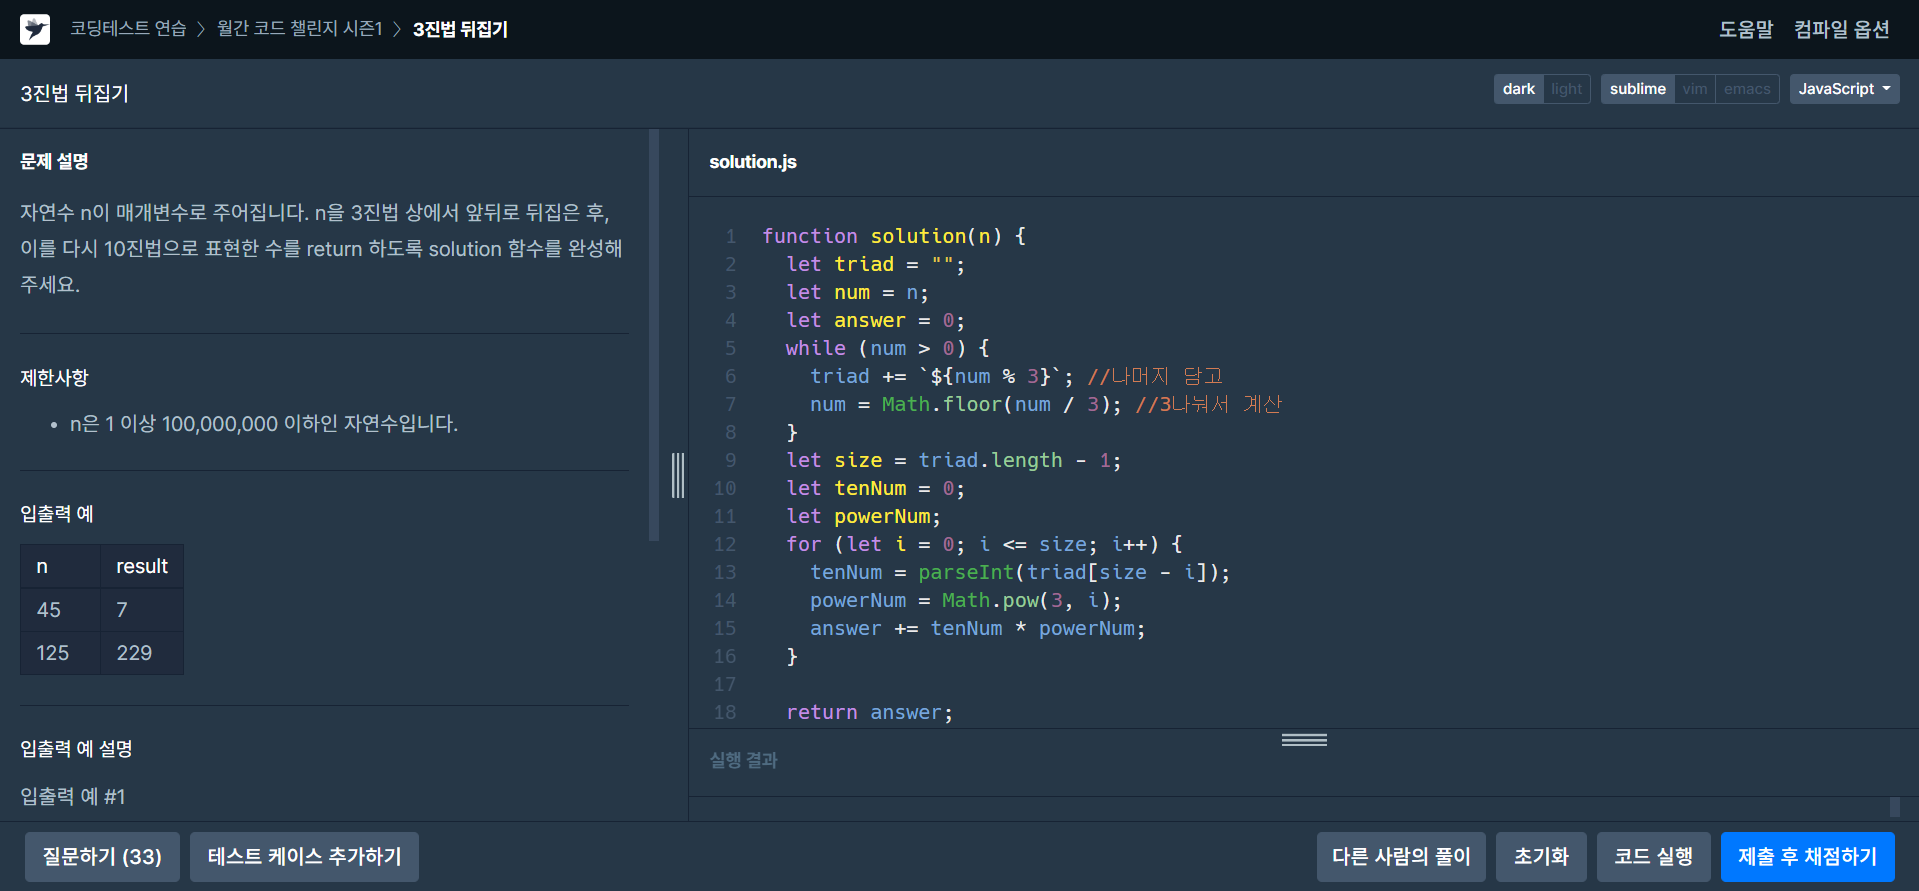 코딩테스트 연습 > 월간 코드 챌린지 시즌1 > 3진법 뒤집기
도움말 컴파일 옵션
3진법 뒤집기
dark light sublime vim emacs JavaScript
문제 설명
자연수 n이 매개변수로 주어집니다. n을 3진법 상에서 앞뒤로 뒤집은 후,
이를 다시 10진법으로 표현한 수를 return 하도록 solution 함수를 완성해
주세요.
제한사항
• n은 1 이상 100,000,000 이하인 자연수입니다.
입출력 예
n result
45 7
125 229
입출력 예 설명
입출력 예 #1
solution.js
1 function solution(n) {
2 let triad = "";
3 let num = n;
4 let answer = 0;
5 while (num > 0) {
6 triad += `${num % 3}`; //나머지 담고
7 num = Math.floor(num / 3); //3나눠서 계산
8 }
9 let size = triad.length - 1;
10 let tenNum = 0;
11 let powerNum;
12 for (let i = 0; i <= size; i++) {
13 tenNum = parseInt(triad[size - i]);
14 powerNum = Math.pow(3, i);
15 answer += tenNum * powerNum;
16 }
17
18 return answer;
실행 결과
질문하기 (33) 테스트 케이스 추가하기 다른 사람의 풀이 초기화 코드 실행 제출 후 채점하기